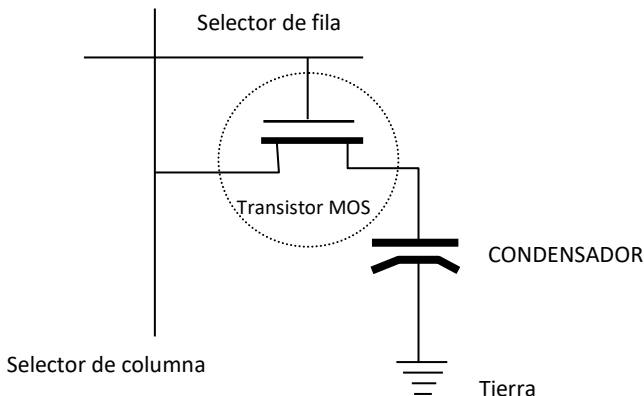 Selector de fila
Transistor MOS
CONDENSADOR
Selector de columna
Tierra